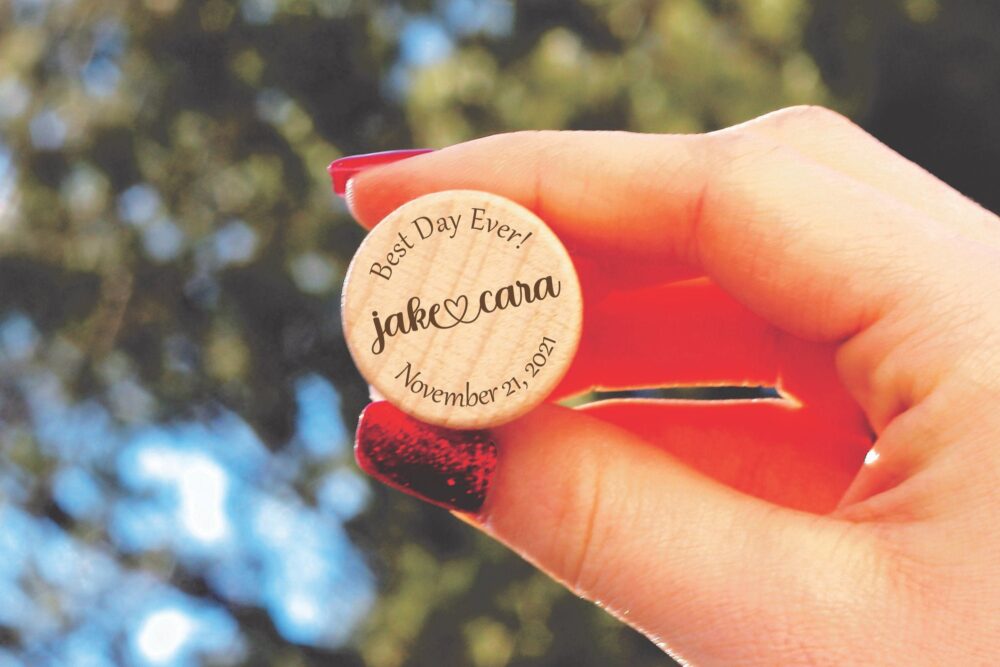 Best Day Ever!
jake♡cara
November 21, 2021